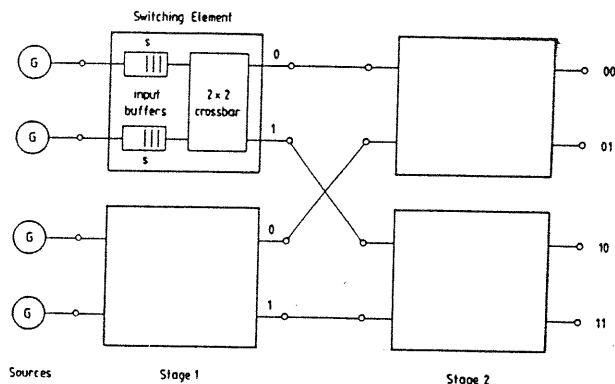 Switching Element
G
s
input
buffers
2 × 2
crossbar
0
00
G
s
1
01
G
0
10
G
1
11
Sources
Stage 1
Stage 2